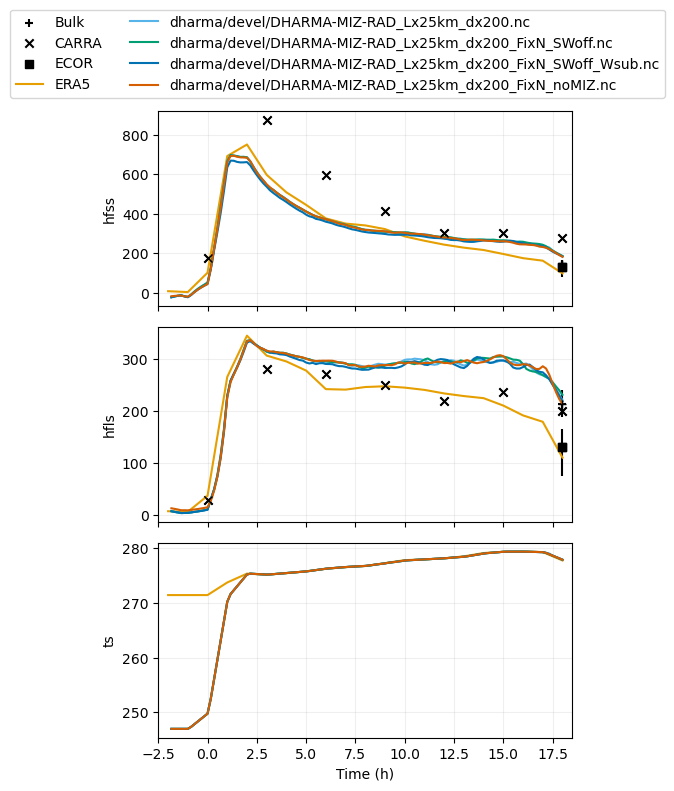 Bulk
CARRA
ECOR
ERA5
dharma/devel/DHARMA-MIZ-RAD_Lx25km_dx200.nc
dharma/devel/DHARMA-MIZ-RAD_Lx25km_dx200_FixN_SWoff.nc
dharma/devel/DHARMA-MIZ-RAD_Lx25km_dx200_FixN_SWoff_Wsub.nc
dharma/devel/DHARMA-MIZ-RAD_Lx25km_dx200_FixN_noMIZ.nc
800
600
400
200
0
hfss
300
200
100
0
hfls
280
270
260
250
ts
−2.5 0.0 2.5 5.0 7.5 10.0 12.5 15.0 17.5
Time (h)